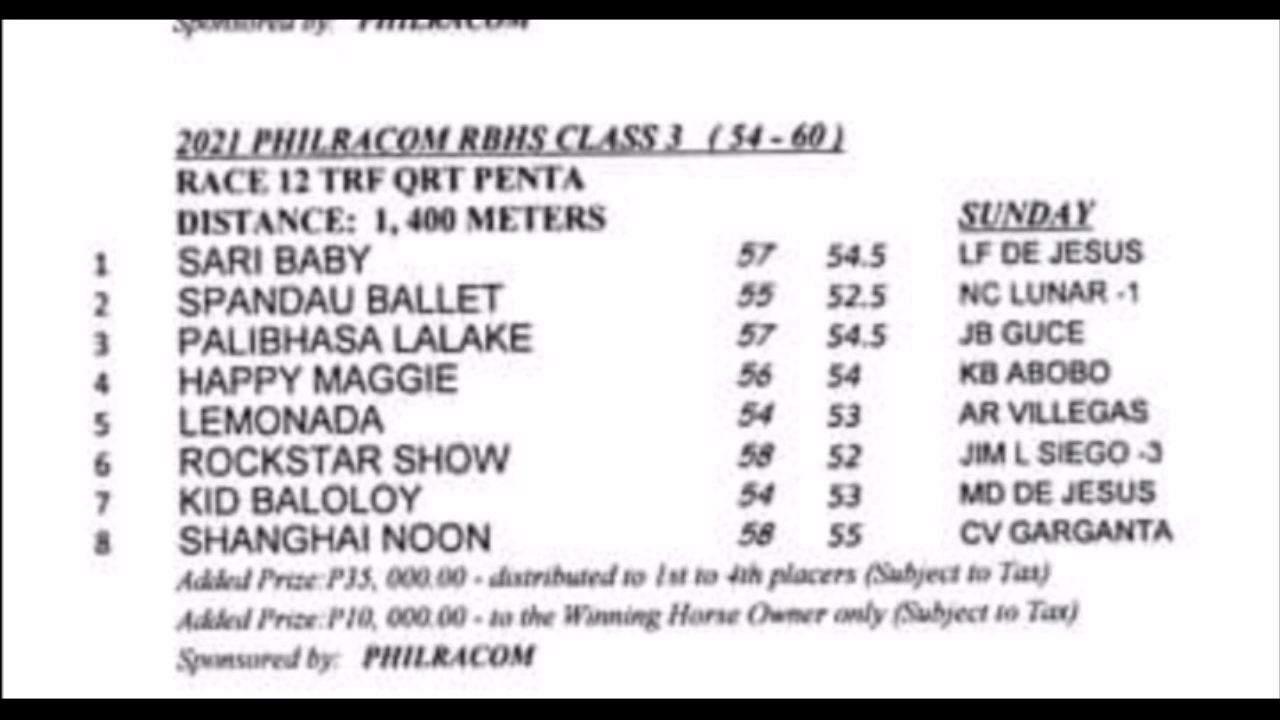 Sponsored by: PHILRACOM
2021 PHILRACOM RBHS CLASS 3 ( 54 - 60 )
RACE 12 TRF QRT PENTA
DISTANCE: 1, 400 METERS SUNDAY
1 SARI BABY 57 54.5 LF DE JESUS
2 SPANDAU BALLET 55 52.5 NC LUNAR -1
3 PALIBHASA LALAKE 57 54.5 JB GUCE
4 HAPPY MAGGIE 56 54 KB ABOBO
5 LEMONADA 54 53 AR VILLEGAS
6 ROCKSTAR SHOW 58 52 JIM L SIEGO -3
7 KID BALOLOY 54 53 MD DE JESUS
8 SHANGHAI NOON 58 55 CV GARGANTA
Added Prize:P35, 000.00 - distributed to 1st to 4th placers (Subject to Tax)
Added Prize:P10, 000.00 - to the Winning Horse Owner only (Subject to Tax)
Sponsored by: PHILRACOM